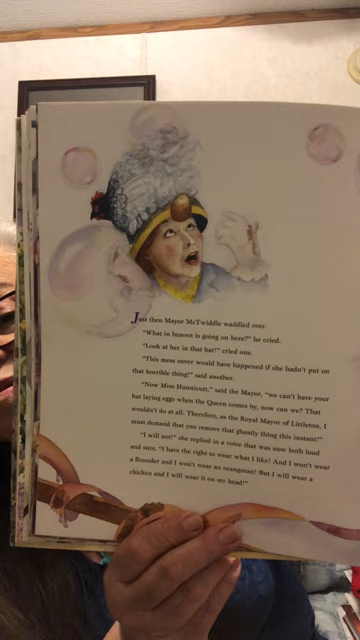 Just then Mayor McTwiddle waddled over.
"What in heaven is going on here?" he cried.
"Look at her in that hat!" cried one.
"This mess never would have happened if she hadn't put on
that horrible thing!" said another.
"Now Miss Hunnicutt," said the Mayor, "we can't have your
hat laying eggs when the Queen comes by, now can we? That
wouldn't do at all. Therefore, as the Royal Mayor of Littleton, I
must demand that you remove that ghastly thing this instant!"
"I will not!" she replied in a voice that was now both loud
and sure. "I have the right to wear what I like! And I won't wear
a flounder and I won't wear an orangutan! But I will wear a
chicken and I will wear it on my head!"